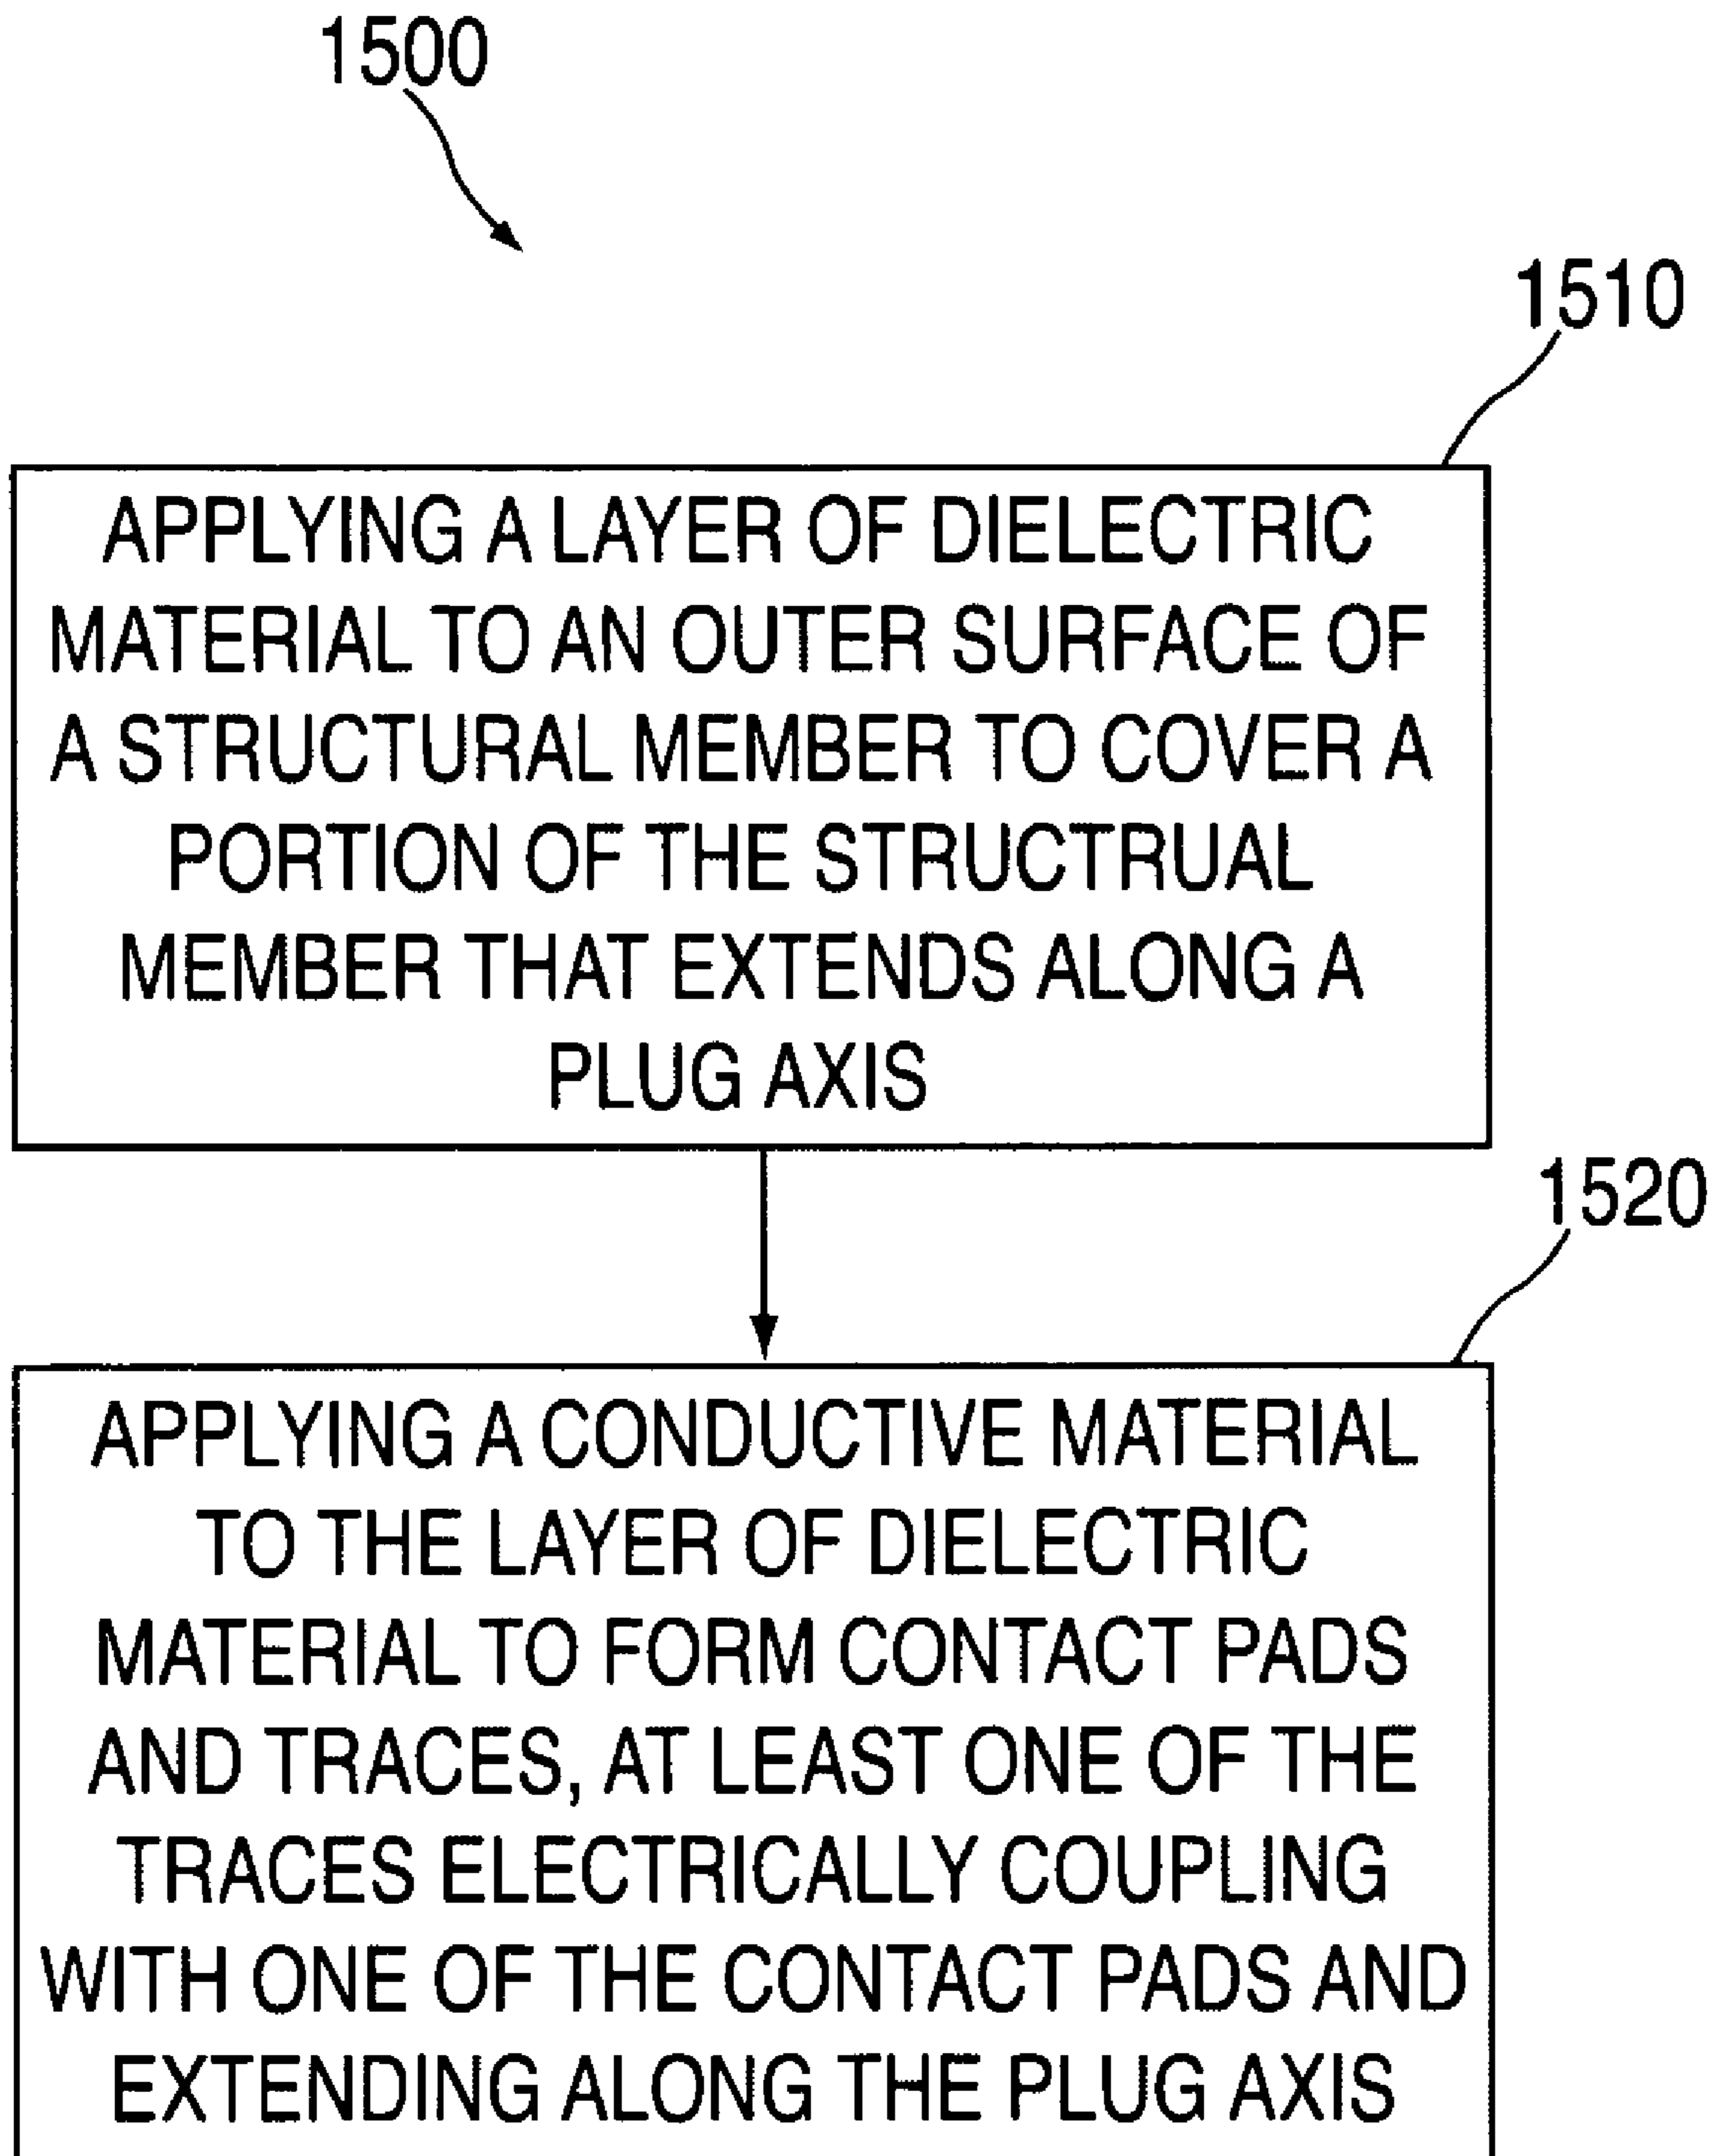 1500
1510
APPLYING A LAYER OF DIELECTRIC
MATERIAL TO AN OUTER SURFACE OF
A STRUCTURAL MEMBER TO COVER A
PORTION OF THE STRUCTRUAL
MEMBER THAT EXTENDS ALONG A
PLUG AXIS
1520
APPLYING A CONDUCTIVE MATERIAL
TO THE LAYER OF DIELECTRIC
MATERIAL TO FORM CONTACT PADS
AND TRACES, AT LEAST ONE OF THE
TRACES ELECTRICALLY COUPLING
WITH ONE OF THE CONTACT PADS AND
EXTENDING ALONG THE PLUG AXIS